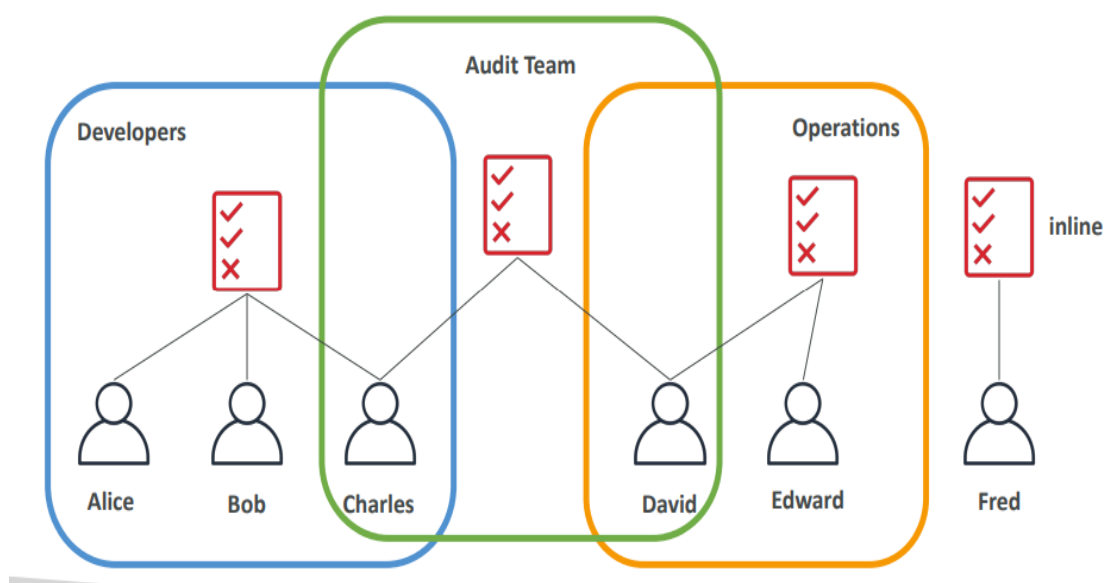 Audit Team
Developers
Operations
inline
Alice
Bob
Charles
David
Edward
Fred